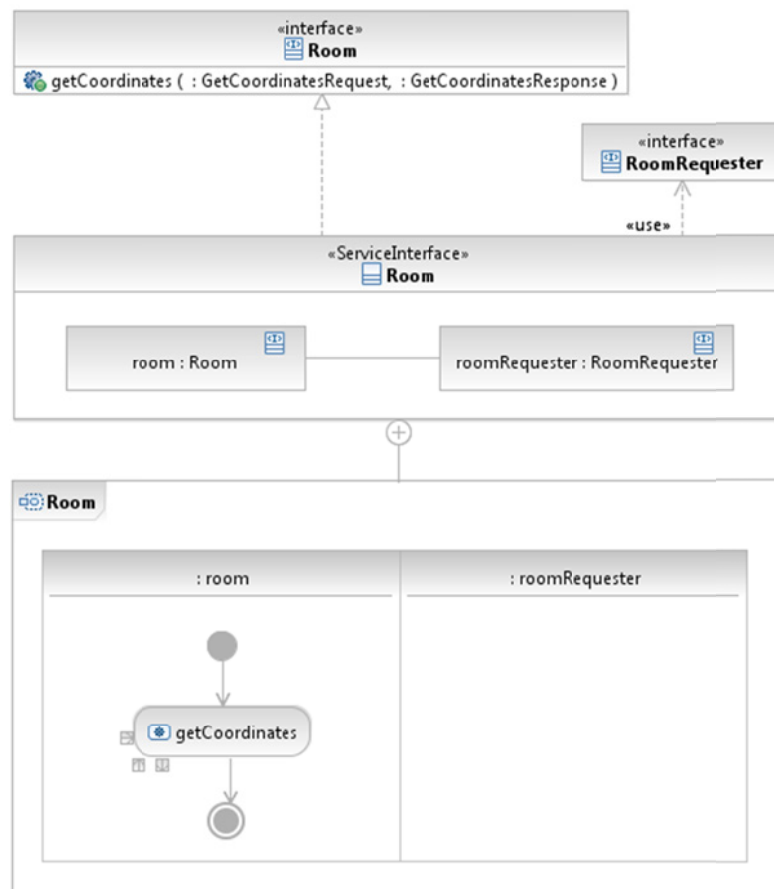 «interface»
Room
getCoordinates ( : GetCoordinatesRequest, : GetCoordinatesResponse )
«interface»
RoomRequester
«use»
«ServiceInterface»
Room
room : Room
roomRequester : RoomRequester
Room
: room
: roomRequester
getCoordinates